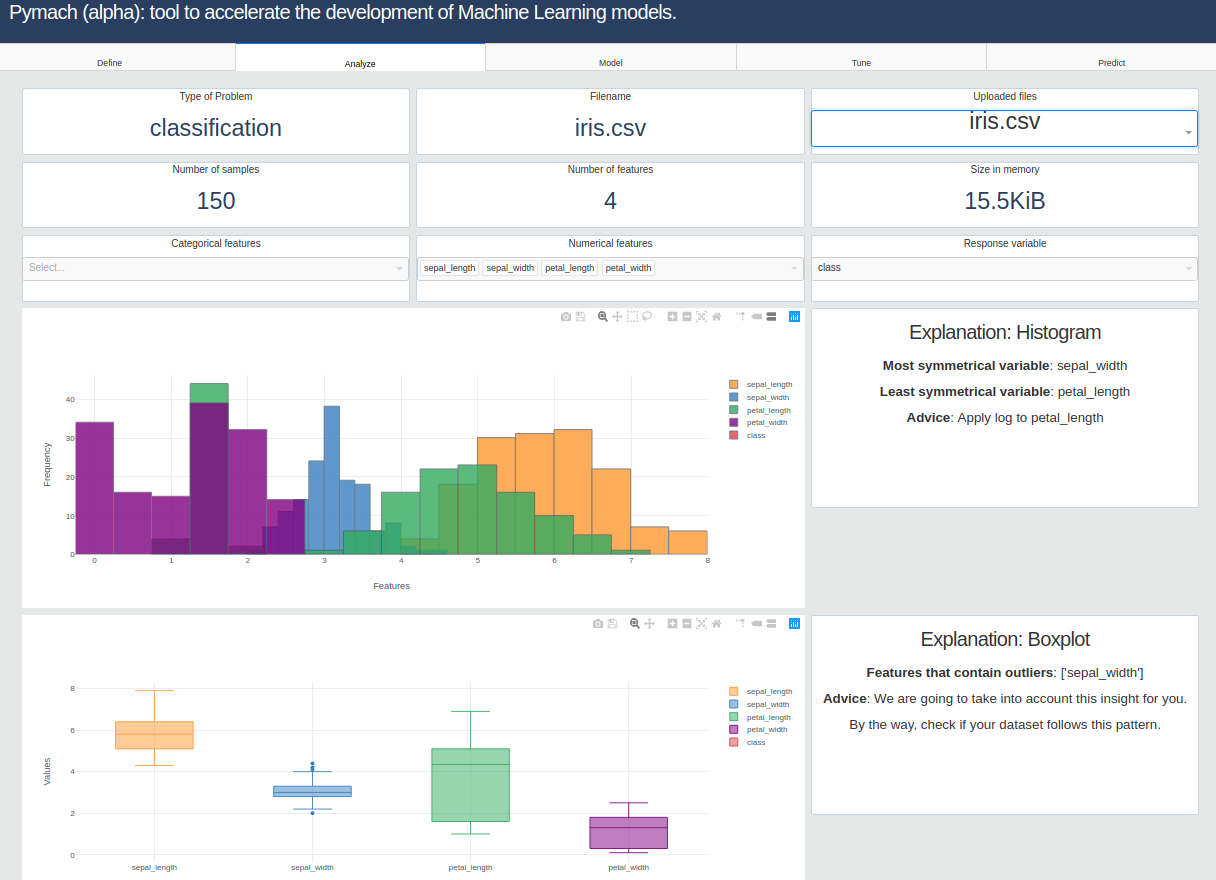 Pymach (alpha): tool to accelerate the development of Machine Learning models.
Define Analyze Model Tune Predict
Type of Problem Filename Uploaded files
classification iris.csv iris.csv
Number of samples Number of features Size in memory
150 4 15.5KiB
Categorical features Numerical features Response variable
Select... sepal_length sepal_width petal_length petal_width class
Explanation: Histogram
Most symmetrical variable: sepal_width
Least symmetrical variable: petal_length
Advice: Apply log to petal_length
sepal_length
sepal_width
petal_length
petal_width
class
Frequency
40
30
20
10
0
0 1 2 3 4 5 6 7 8
Features
Explanation: Boxplot
Features that contain outliers: ['sepal_width']
Advice: We are going to take into account this insight for you.
By the way, check if your dataset follows this pattern.
sepal_length
sepal_width
petal_length
petal_width
class
Values
8
6
4
2
0
sepal_length sepal_width petal_length petal_width